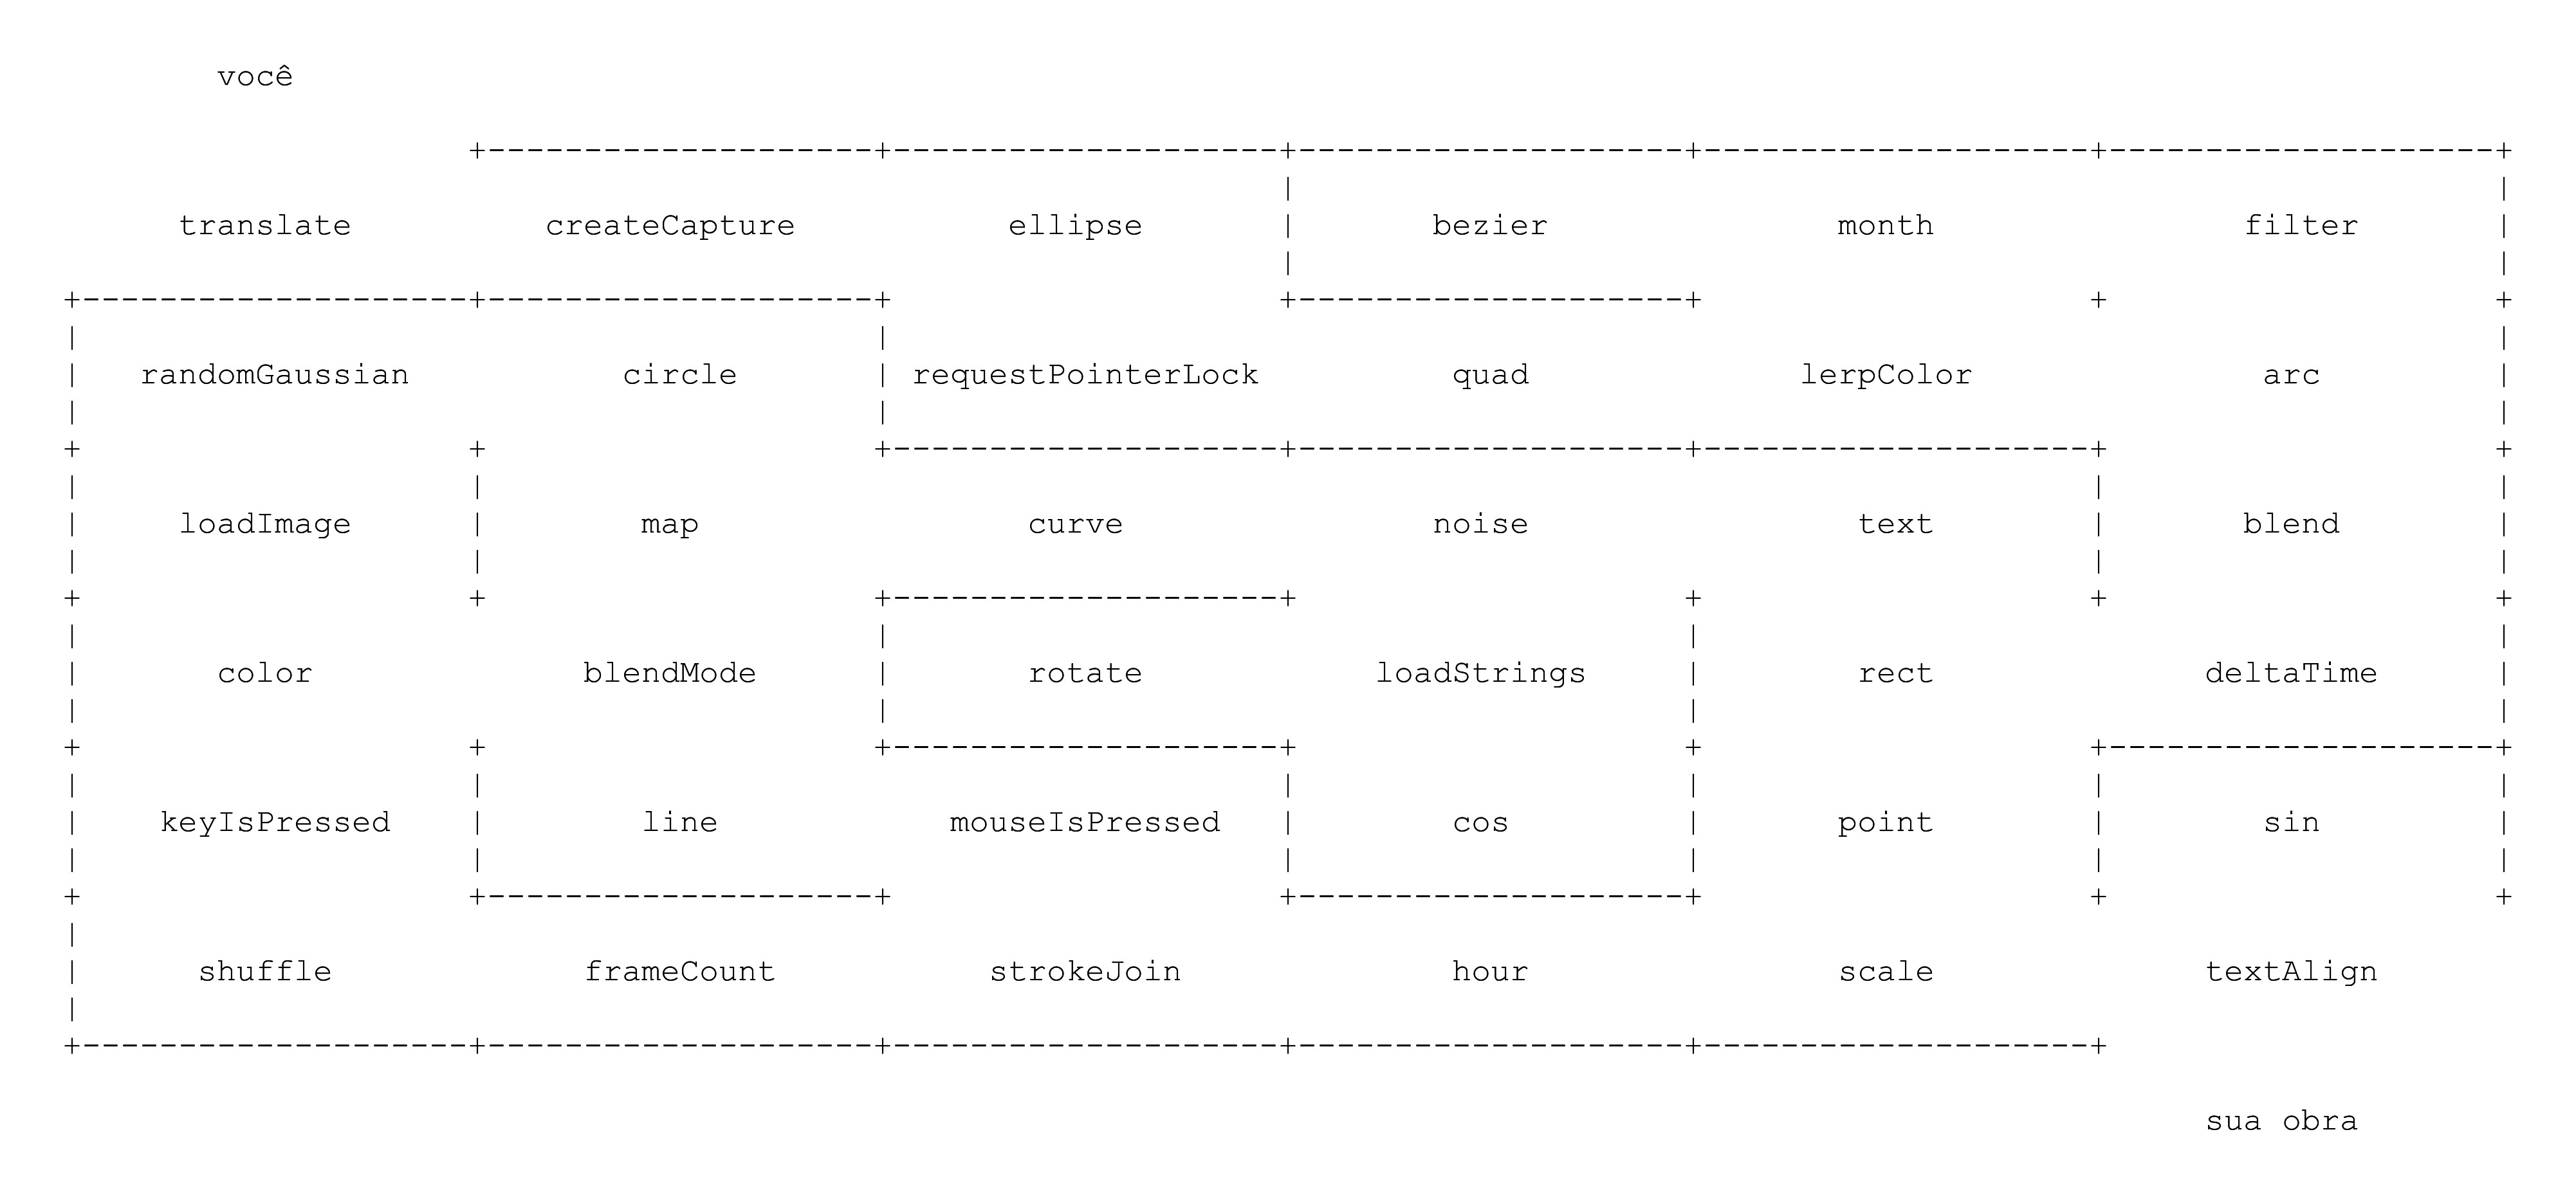 você
translate createCapture ellipse bezier month filter
randomGaussian circle requestPointerLock quad lerpColor arc
loadImage map curve noise text blend
color blendMode rotate loadStrings rect deltaTime
keyIsPressed line mouseIsPressed cos point sin
shuffle frameCount strokeJoin hour scale textAlign
sua obra